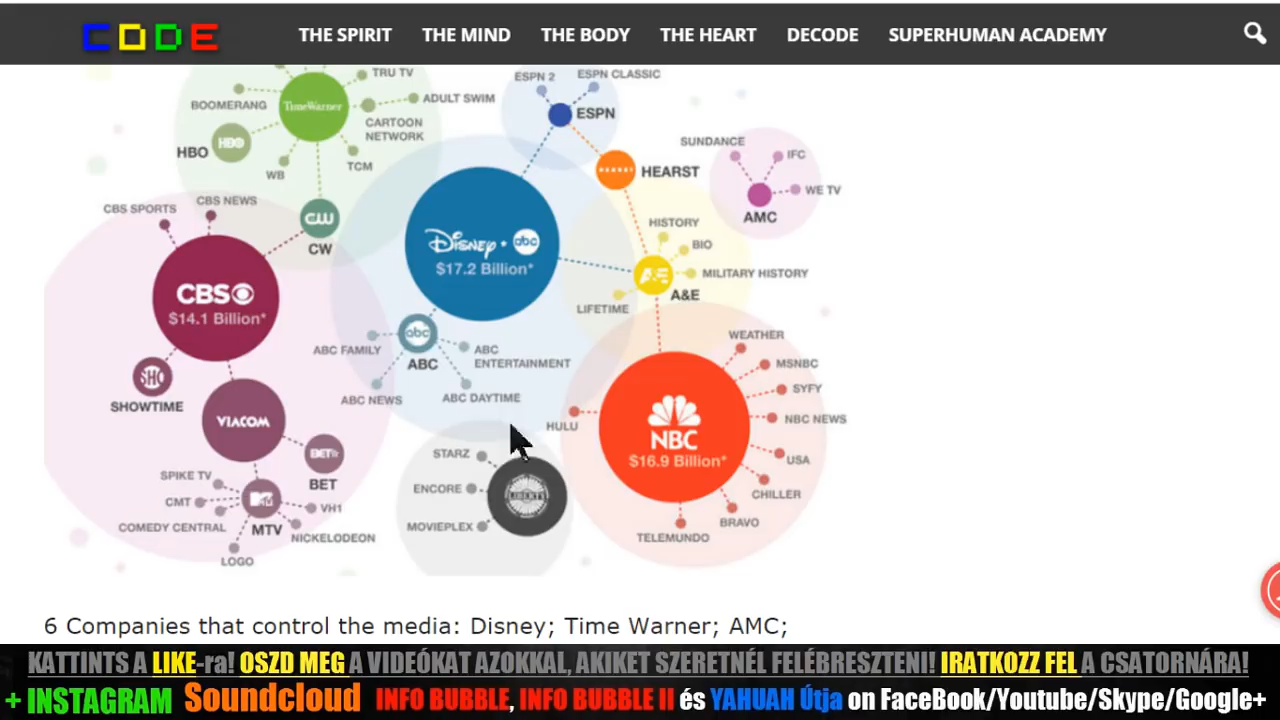 CODE THE SPIRIT THE MIND THE BODY THE HEART DECODE SUPERHUMAN ACADEMY
TRU TV
BOOMERANG
TimeWarner
ADULT SWIM
CARTOON
NETWORK
HBO
HBO
WB
TCM
CW
CW
ESPN 2
ESPN CLASSIC
ESPN
HEARST
SUNDANCE
IFC
WE TV
AMC
CBS SPORTS
CBS NEWS
CBS
$14.1 Billion*
DISNEY • abc
$17.2 Billion*
HISTORY
BIO
MILITARY HISTORY
A&E
A&E
LIFETIME
ABC FAMILY
abc
ABC
ABC
ENTERTAINMENT
ABC NEWS
ABC DAYTIME
SHO
SHOWTIME
VIACOM
BET
BET
SPIKE TV
CMT
COMEDY CENTRAL
LOGO
MTV
VH1
NICKELODEON
STARZ
ENCORE
MOVIEPLEX
LIBERTY
WEATHER
MSNBC
SYFY
NBC NEWS
USA
CHILLER
BRAVO
TELEMUNDO
HULU
NBC
$16.9 Billion*
6 Companies that control the media: Disney; Time Warner; AMC;
KATTINTS A LIKE-ra! OSZD MEG A VIDEÓKAT AZOKKAL, AKIKET SZERETNÉL FELÉBRESZTENI! IRATKOZZ FEL A CSATORNÁRA!
+ INSTAGRAM Soundcloud INFO BUBBLE, INFO BUBBLE II és YAHUAH Útja on FaceBook/Youtube/Skype/Google+